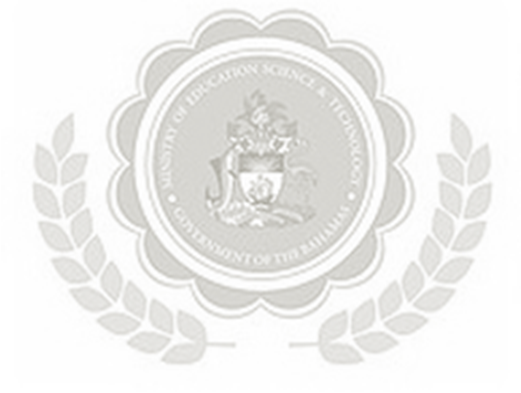 MINISTRY OF EDUCATION SCIENCE & TECHNOLOGY
GOVERNMENT OF THE BAHAMAS